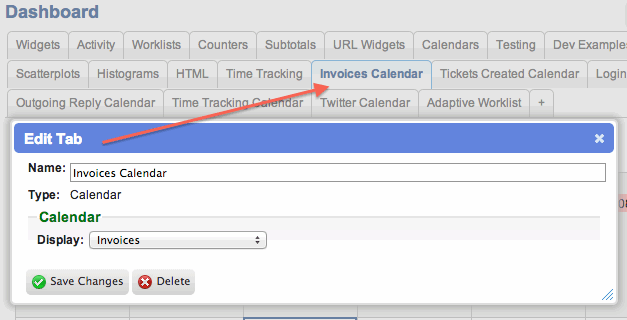 Dashboard
Widgets Activity Worklists Counters Subtotals URL Widgets Calendars Testing Dev Examples
Scatterplots Histograms HTML Time Tracking Invoices Calendar Tickets Created Calendar Login
Outgoing Reply Calendar Time Tracking Calendar Twitter Calendar Adaptive Worklist +
Edit Tab ×
Name: Invoices Calendar
Type: Calendar
Calendar
Display: Invoices
Save Changes Delete